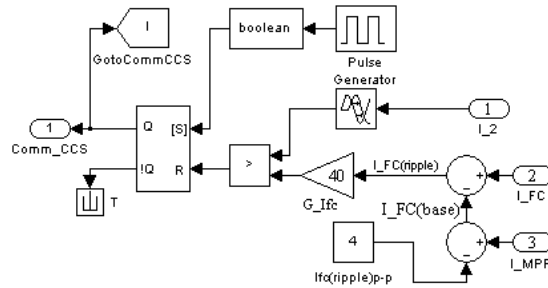 I
GotoCommCCS
boolean
Pulse
Generator
1
Comm_CCS
Q
[S]
!Q
R
T
>
1
I_2
40
G_Ifc
I_FC(ripple)
2
I_FC
I_FC(base)
4
Ifc(ripple)p-p
3
I_MPP
+
−
+
−